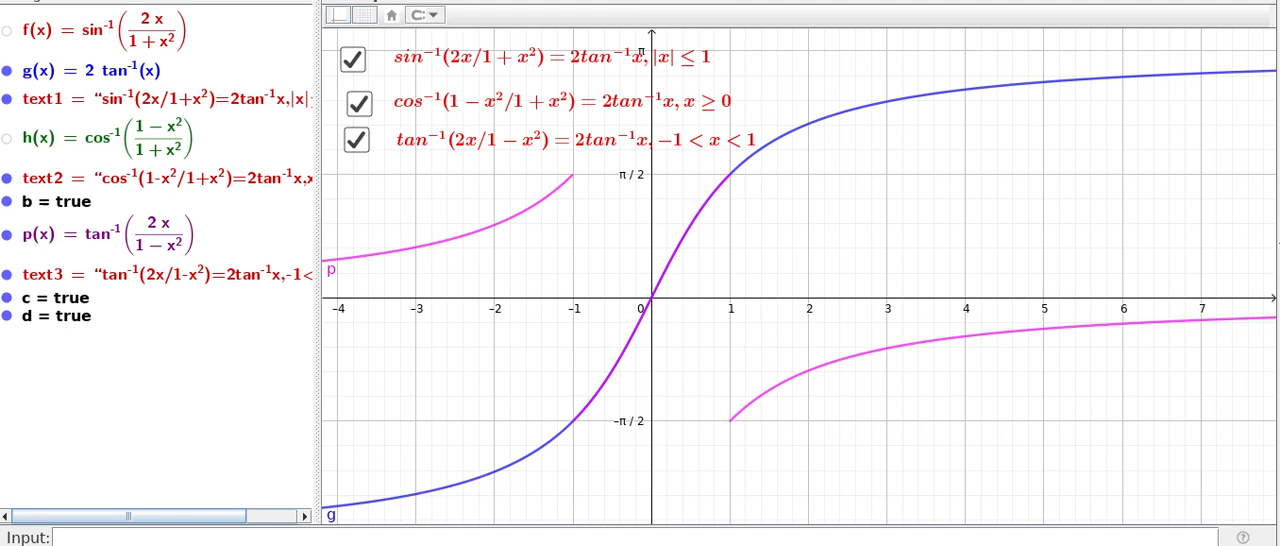 f(x) = sin⁻¹(2 x / 1 + x²)
g(x) = 2 tan⁻¹(x)
text1 = “sin⁻¹(2x/1+x²)=2tan⁻¹x,|x|
h(x) = cos⁻¹(1 − x² / 1 + x²)
text2 = “cos⁻¹(1-x²/1+x²)=2tan⁻¹x,x
b = true
p(x) = tan⁻¹(2 x / 1 − x²)
text3 = “tan⁻¹(2x/1-x²)=2tan⁻¹x,-1<
c = true
d = true
sin⁻¹(2x/1 + x²) = 2tan⁻¹x, |x| ≤ 1
cos⁻¹(1 − x²/1 + x²) = 2tan⁻¹x, x ≥ 0
tan⁻¹(2x/1 − x²) = 2tan⁻¹x, −1 < x < 1
π
π / 2
p
−4 −3 −2 −1 0 1 2 3 4 5 6 7
−π / 2
g
Input: